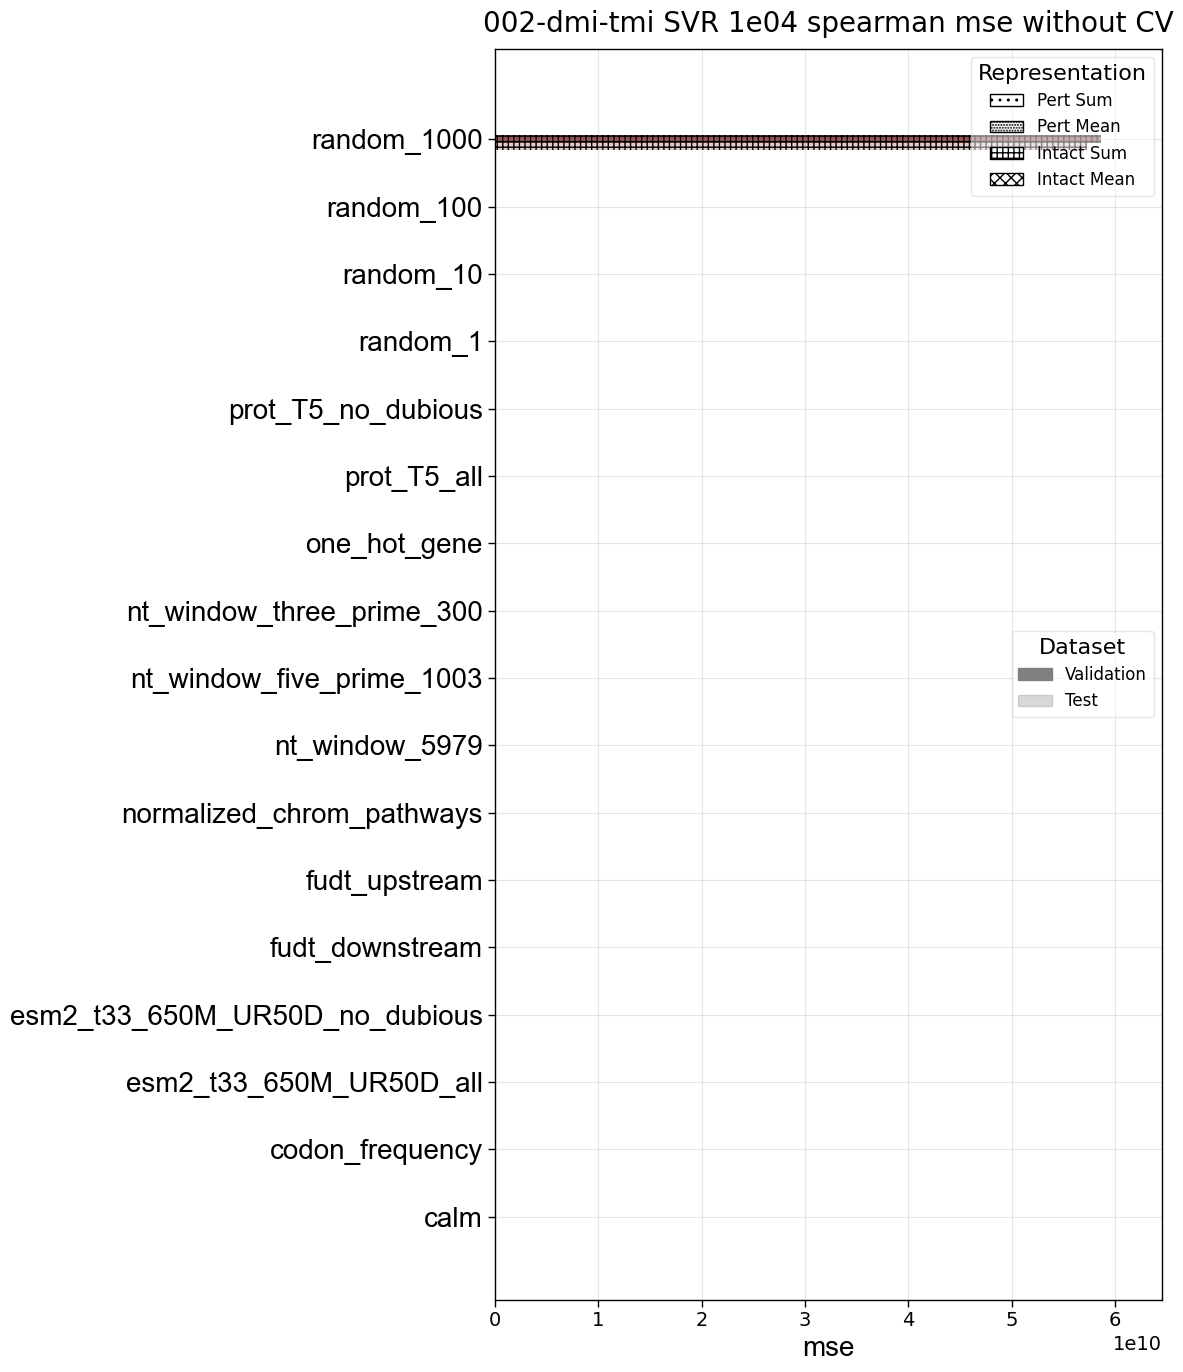 002-dmi-tmi SVR 1e04 spearman mse without CV
Representation
Pert Sum
Pert Mean
Intact Sum
Intact Mean
random_1000
random_100
random_10
random_1
prot_T5_no_dubious
prot_T5_all
one_hot_gene
nt_window_three_prime_300
nt_window_five_prime_1003
nt_window_5979
normalized_chrom_pathways
fudt_upstream
fudt_downstream
esm2_t33_650M_UR50D_no_dubious
esm2_t33_650M_UR50D_all
codon_frequency
calm
Dataset
Validation
Test
0 1 2 3 4 5 6
1e10
mse